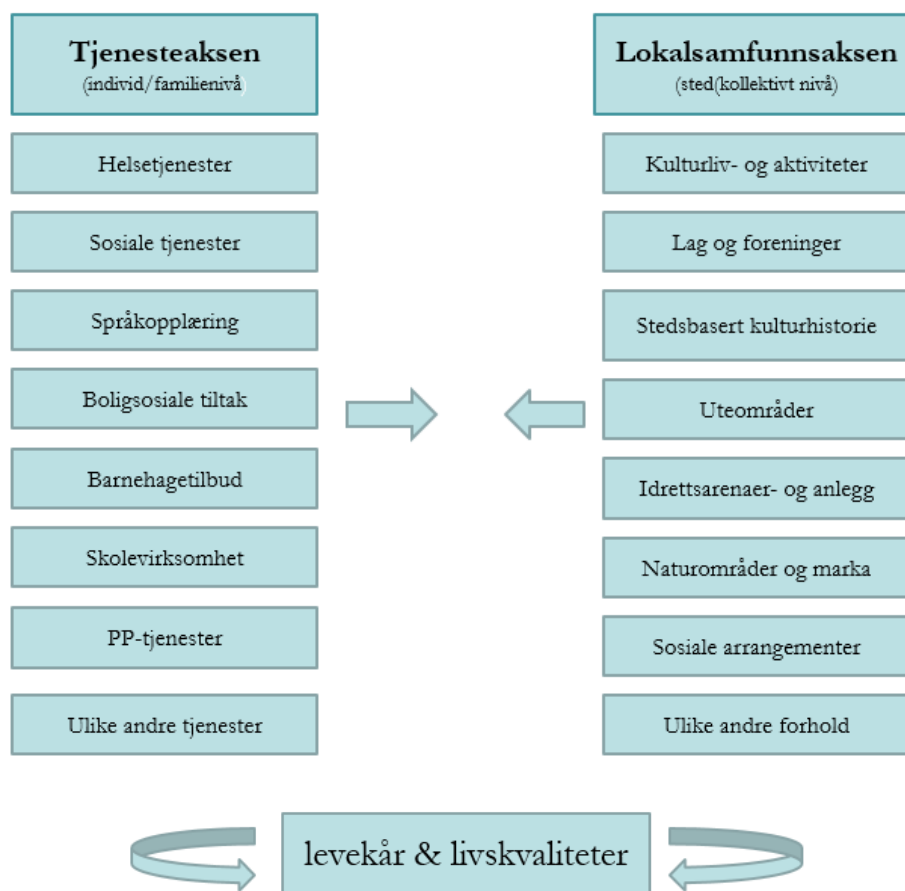 Tjenesteaksen
(individ/familienivå)
Helsetjenester
Sosiale tjenester
Språkopplæring
Boligsosiale tiltak
Barnehagetilbud
Skolevirksomhet
PP-tjenester
Ulike andre tjenester
Lokalsamfunnsaksen
(sted(kollektivt nivå)
Kulturliv- og aktiviteter
Lag og foreninger
Stedsbasert kulturhistorie
Uteområder
Idrettsarenaer- og anlegg
Naturområder og marka
Sosiale arrangementer
Ulike andre forhold
levekår & livskvaliteter